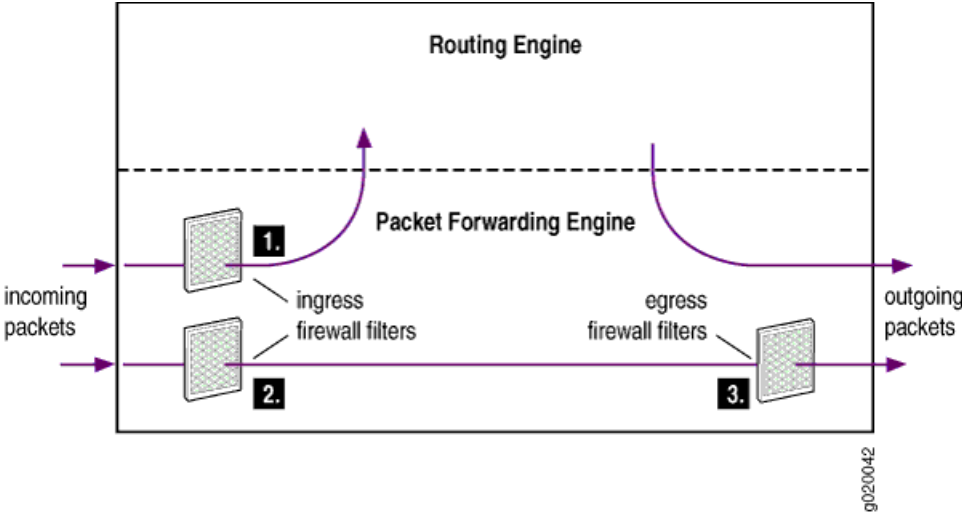 Routing Engine
Packet Forwarding Engine
1.
incoming
packets
ingress
firewall filters
egress
firewall filters
outgoing
packets
2.
3.
g020042